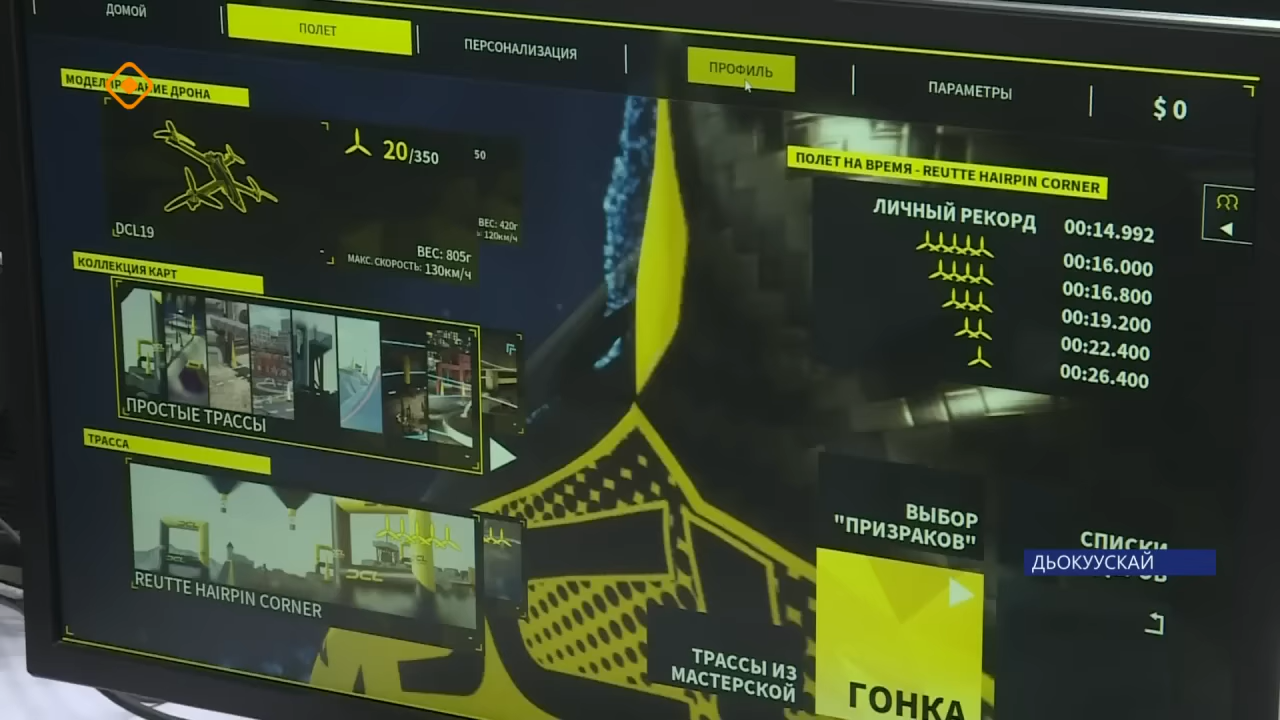 ДОМОЙ
ПОЛЕТ
ПЕРСОНАЛИЗАЦИЯ
ПРОФИЛЬ
ПАРАМЕТРЫ
$ 0
МОДЕЛИРОВАНИЕ ДРОНА
20/350
50
DCL19
ВЕС: 420г
120км/ч
ВЕС: 805г
МАКС. СКОРОСТЬ: 130км/ч
КОЛЛЕКЦИЯ КАРТ
ПРОСТЫЕ ТРАССЫ
ТРАССА
DCL
REUTTE HAIRPIN CORNER
ПОЛЕТ НА ВРЕМЯ - REUTTE HAIRPIN CORNER
ЛИЧНЫЙ РЕКОРД 00:14.992
00:16.000
00:16.800
00:19.200
00:22.400
00:26.400
ВЫБОР
"ПРИЗРАКОВ"
СПИСКИ
ДЬОКУУСКАЙ
ТРАССЫ ИЗ
МАСТЕРСКОЙ
ГОНКА